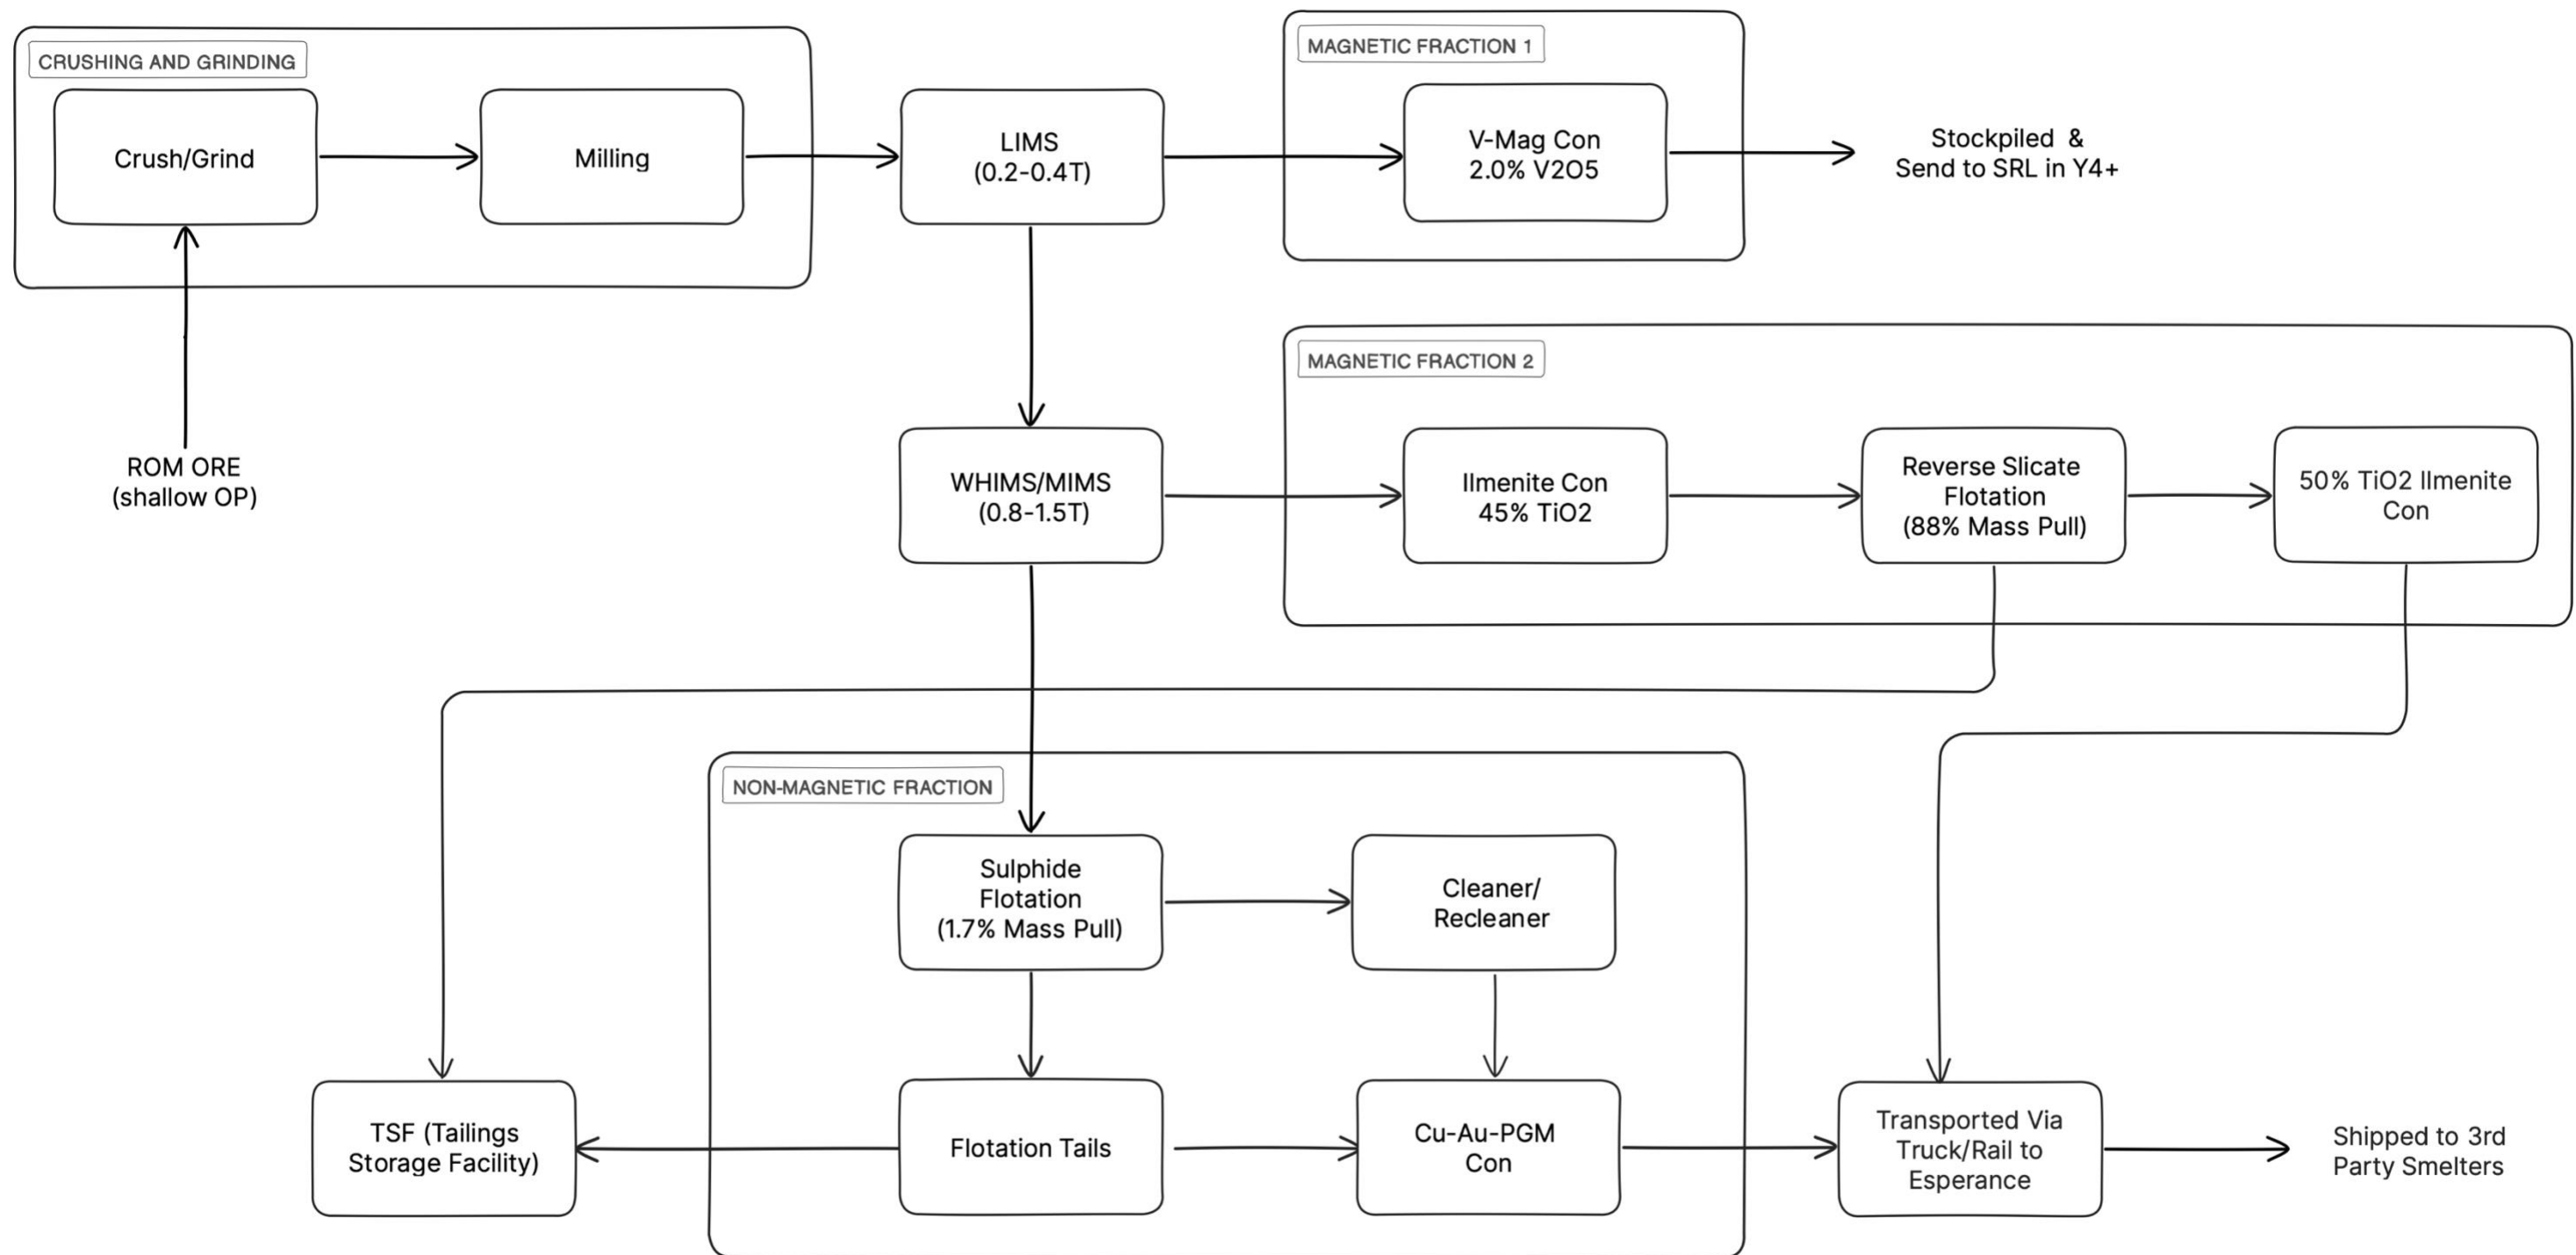 CRUSHING AND GRINDING
Crush/Grind
Milling
LIMS
(0.2-0.4T)
MAGNETIC FRACTION 1
V-Mag Con
2.0% V2O5
Stockpiled &
Send to SRL in Y4+
ROM ORE
(shallow OP)
WHIMS/MIMS
(0.8-1.5T)
MAGNETIC FRACTION 2
Ilmenite Con
45% TiO2
Reverse Slicate
Flotation
(88% Mass Pull)
50% TiO2 Ilmenite
Con
NON-MAGNETIC FRACTION
Sulphide
Flotation
(1.7% Mass Pull)
Cleaner/
Recleaner
TSF (Tailings
Storage Facility)
Flotation Tails
Cu-Au-PGM
Con
Transported Via
Truck/Rail to
Esperance
Shipped to 3rd
Party Smelters